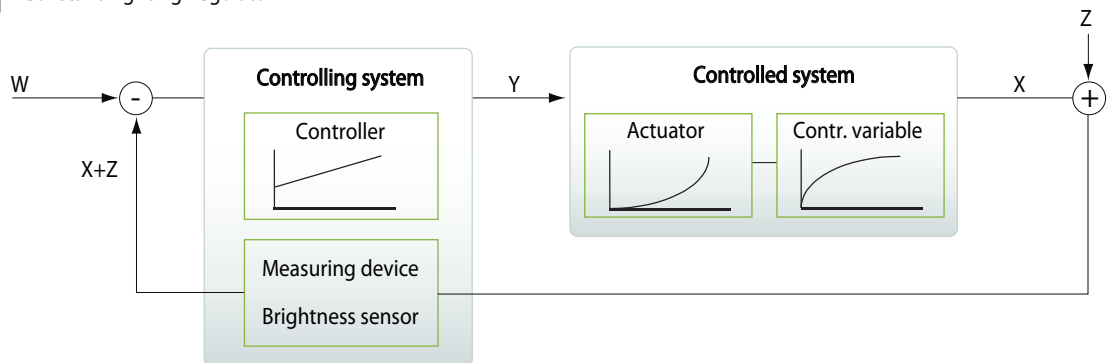 Z
W
Controlling system
Y
Controlled system
X
-
+
Controller
Actuator
Contr. variable
X+Z
Measuring device
Brightness sensor